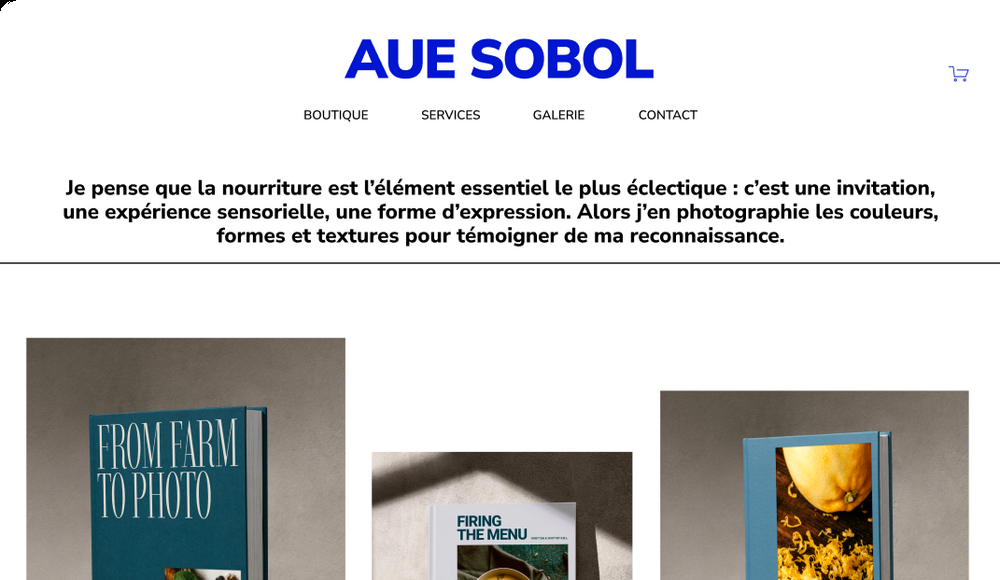 AUE SOBOL
BOUTIQUE SERVICES GALERIE CONTACT
Je pense que la nourriture est l’élément essentiel le plus éclectique : c’est une invitation,
une expérience sensorielle, une forme d’expression. Alors j’en photographie les couleurs,
formes et textures pour témoigner de ma reconnaissance.
FROM FARM
TO PHOTO
FIRING
THE MENU